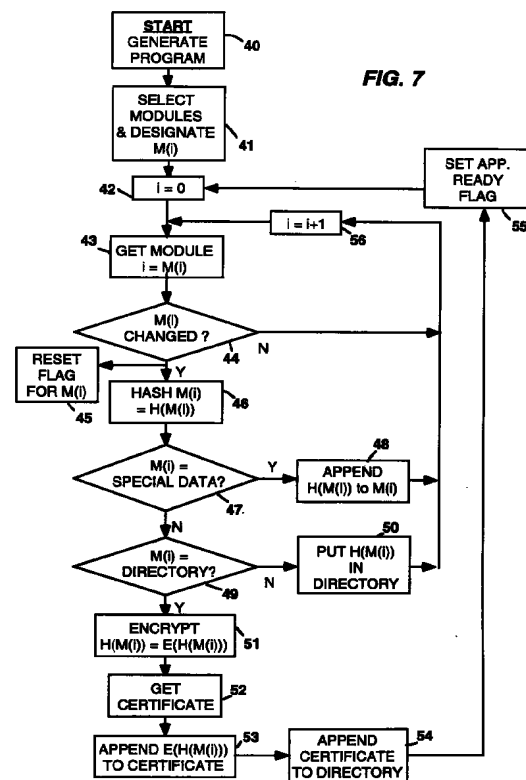 START
GENERATE
PROGRAM
40
FIG. 7
SELECT
MODULES
& DESIGNATE
M(i)
41
SET APP.
READY
FLAG
55
42
i = 0
i = i+1
56
43
GET MODULE
i = M(i)
M(i)
CHANGED ?
44
N
Y
RESET
FLAG
FOR M(i)
45
HASH M(i)
= H(M(i))
46
M(i) =
SPECIAL DATA?
47
Y
N
48
APPEND
H(M(i)) to M(i)
M(i) =
DIRECTORY?
49
N
Y
50
PUT H(M(i))
IN
DIRECTORY
ENCRYPT
H(M(i)) = E(H(M(i)))
51
GET
CERTIFICATE
52
APPEND E(H(M(i)))
TO CERTIFICATE
53
APPEND
CERTIFICATE
TO DIRECTORY
54